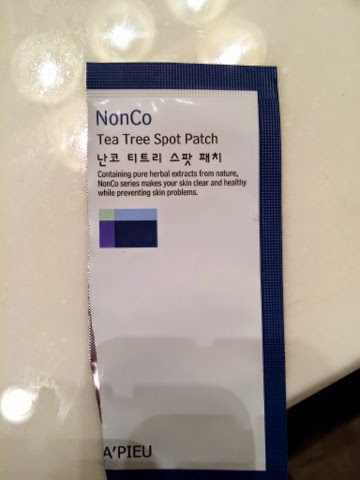 NonCo
Tea Tree Spot Patch
난코 티트리 스팟 패치
Containing pure herbal extracts from nature,
NonCo series makes your skin clear and healthy
while preventing skin problems.
A'PIEU